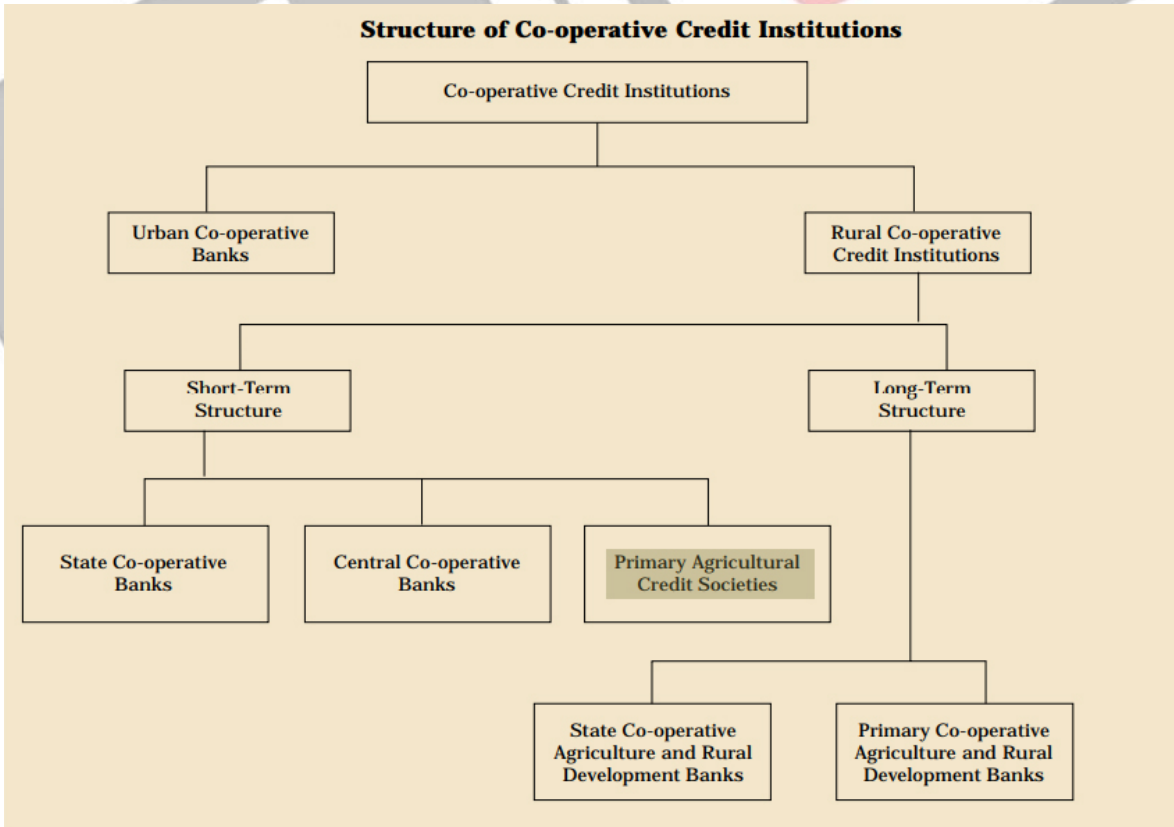 Structure of Co-operative Credit Institutions
Co-operative Credit Institutions
Urban Co-operative
Banks
Rural Co-operative
Credit Institutions
Short-Term
Structure
Long-Term
Structure
State Co-operative
Banks
Central Co-operative
Banks
Primary Agricultural
Credit Societies
State Co-operative
Agriculture and Rural
Development Banks
Primary Co-operative
Agriculture and Rural
Development Banks